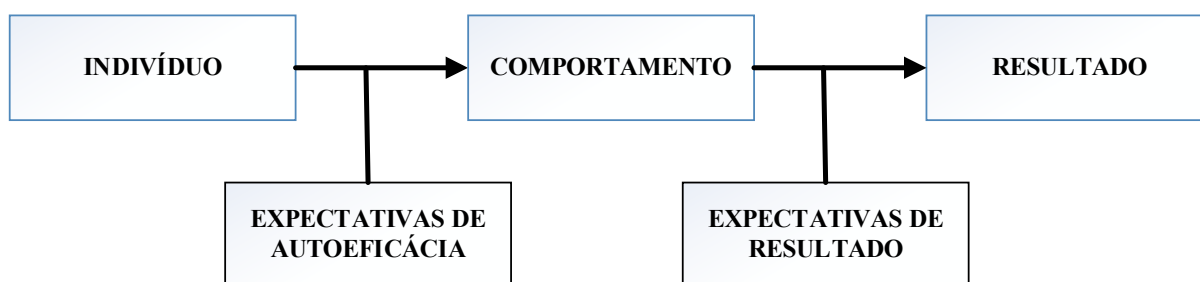 INDIVÍDUO
COMPORTAMENTO
RESULTADO
EXPECTATIVAS DE
AUTOEFICÁCIA
EXPECTATIVAS DE
RESULTADO